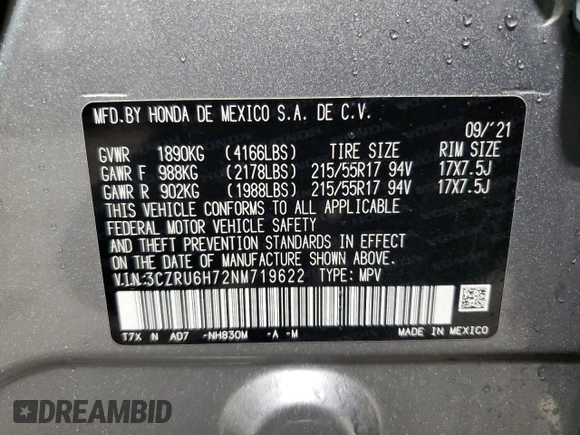 MFD.BY HONDA DE MEXICO S.A. DE C.V.
09/'21
GVWR 1890KG (4166LBS) TIRE SIZE RIM SIZE
GAWR F 988KG (2178LBS) 215/55R17 94V 17X7.5J
GAWR R 902KG (1988LBS) 215/55R17 94V 17X7.5J
THIS VEHICLE CONFORMS TO ALL APPLICABLE
FEDERAL MOTOR VEHICLE SAFETY
AND THEFT PREVENTION STANDARDS IN EFFECT
ON THE DATE OF MANUFACTURE SHOWN ABOVE.
V.I.N:3CZRU6H72NM719622 TYPE: MPV
T7X N AD7 -NH830M -A -M MADE IN MEXICO
DREAMBID